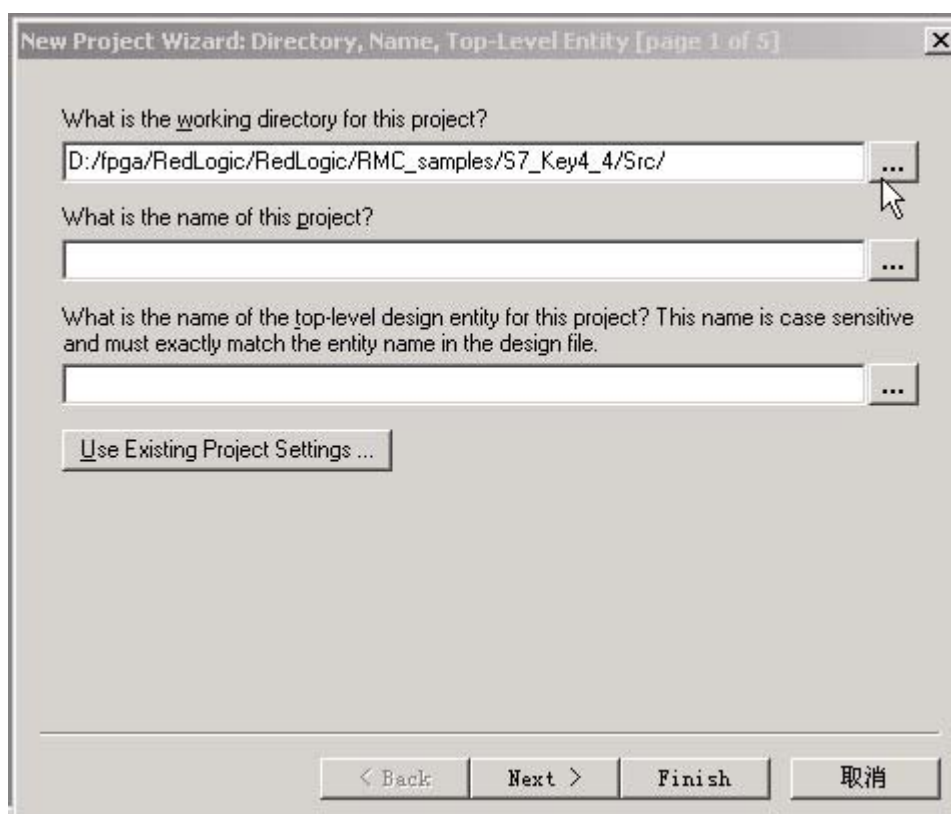 New Project Wizard: Directory, Name, Top-Level Entity [page 1 of 5]
What is the working directory for this project?
D:/fpga/RedLogic/RedLogic/RMC_samples/S7_Key4_4/Src/
...
What is the name of this project?
...
What is the name of the top-level design entity for this project? This name is case sensitive
and must exactly match the entity name in the design file.
...
Use Existing Project Settings ...
< Back
Next >
Finish
取消